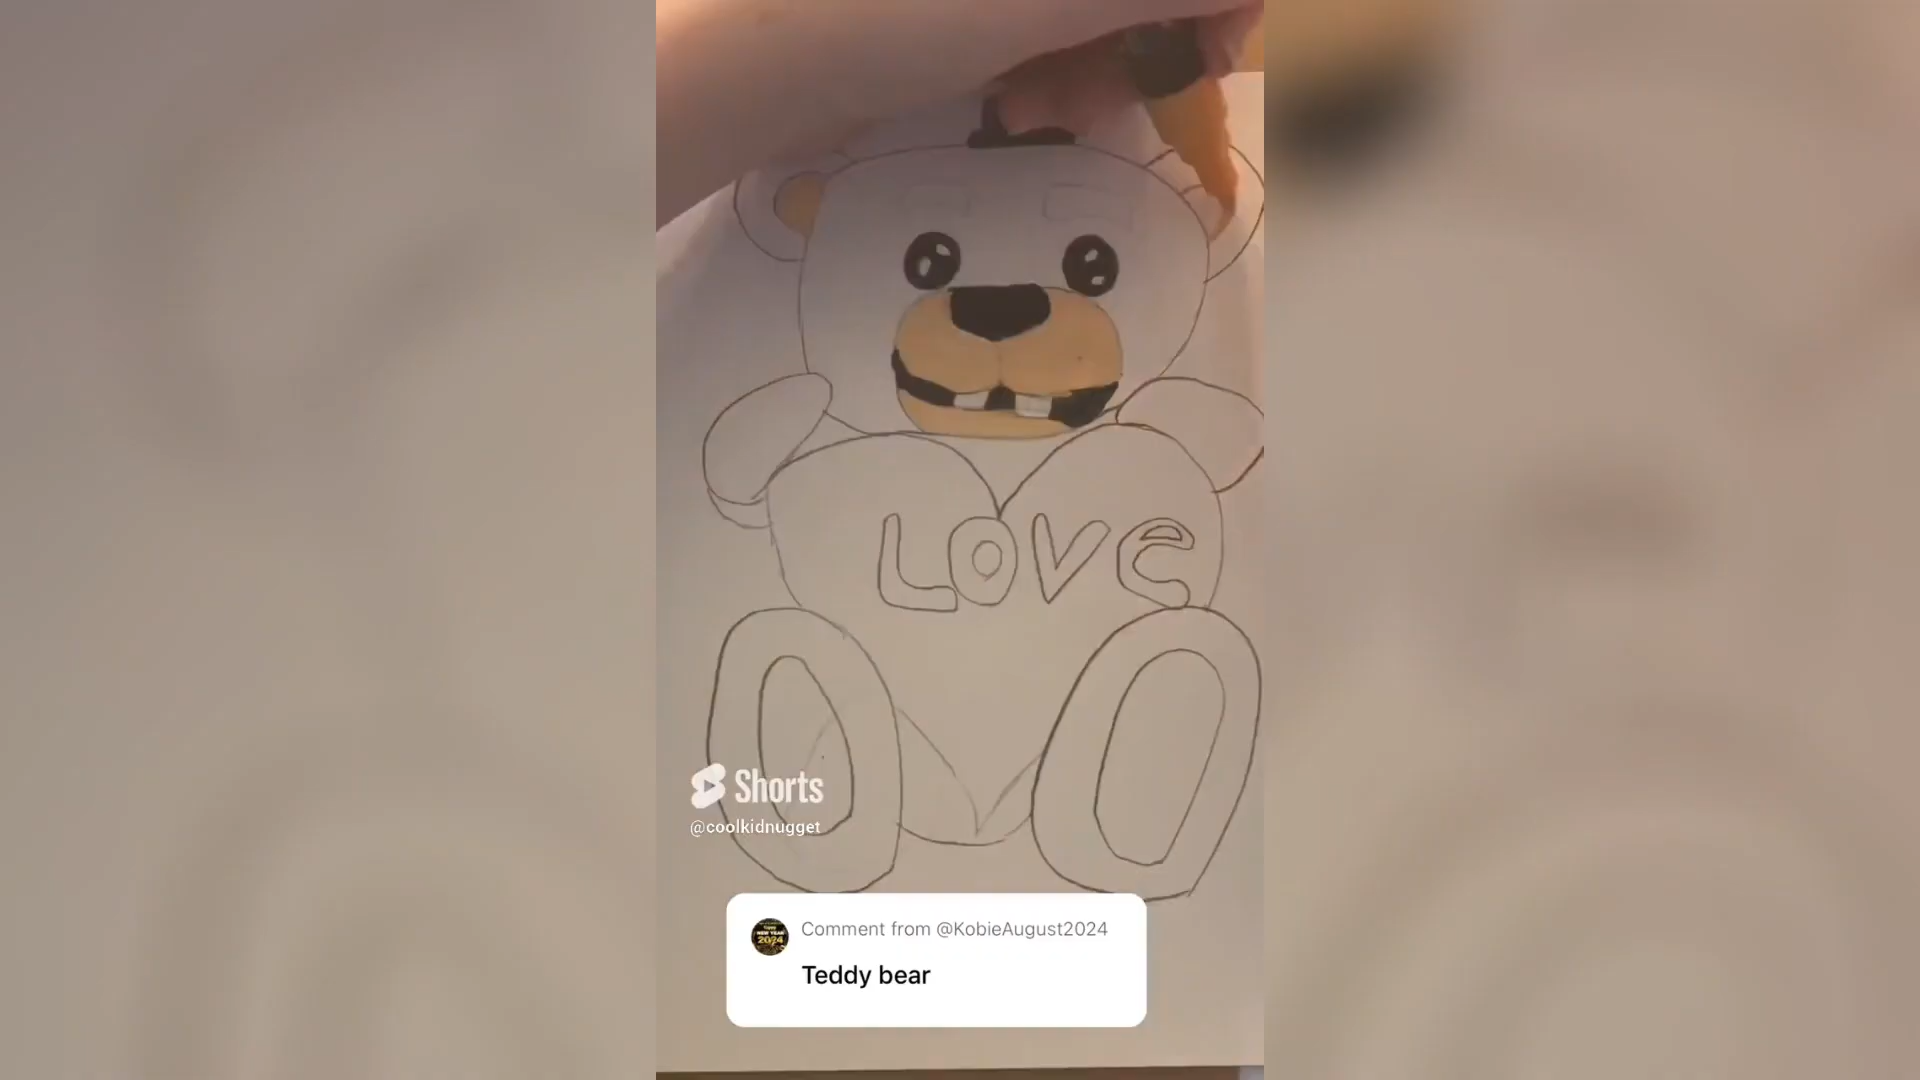 LOVe
Shorts
@coolkidnugget
Comment from @KobieAugust2024
Teddy bear